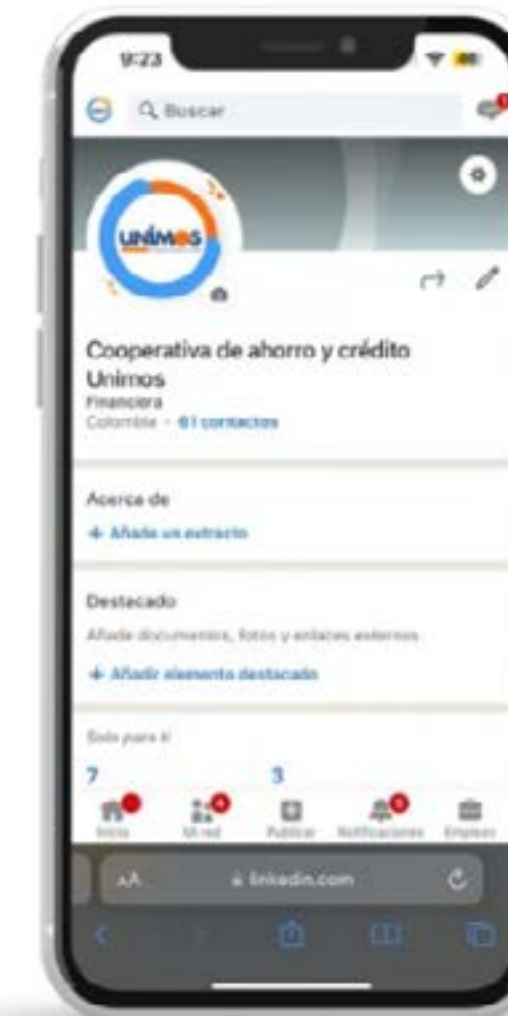 9:23
Buscar
UNIMOS
Cooperativa de ahorro y crédito
Unimos
Financiera
Colombia - 61 contactos
Acerca de
+ Añade un extracto
Destacado
Añade documentos, fotos y enlaces externos.
+ Añadir elemento destacado
Solo para ti
7 3
Inicio Mi red Publicar Notificaciones Empleos
AA linkedin.com